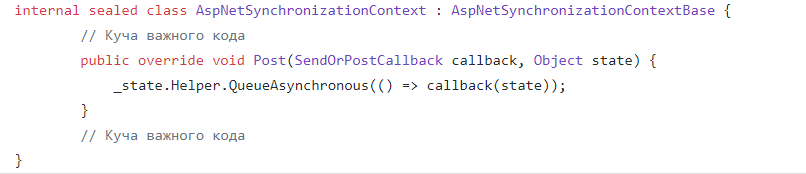 internal sealed class AspNetSynchronizationContext : AspNetSynchronizationContextBase {
// Куча важного кода
public override void Post(SendOrPostCallback callback, Object state) {
_state.Helper.QueueAsynchronous(() => callback(state));
}
// Куча важного кода
}